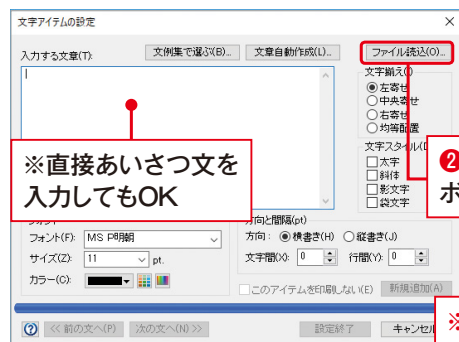 文字アイテムの設定
入力する文章(T):
文例集で選ぶ(B)...
文章自動作成(L)...
ファイル読込(O)...
文字揃え(I)
左寄せ
中央寄せ
右寄せ
均等配置
※直接あいさつ文を
入力してもOK
文字スタイル(D
太字
斜体
影文字
袋文字
❷
ボ
フォント
フォント(F):
MS P明朝
サイズ(Z):
11
pt.
カラー(C):
方向と間隔(pt)
方向:
横書き(H)
縦書き(J)
文字間(X):
0
行間(Y):
0
このアイテムを印刷しない(E)
新規追加(A)
<< 前の文へ(P)
次の文へ(N) >>
設定終了
キャンセル
※